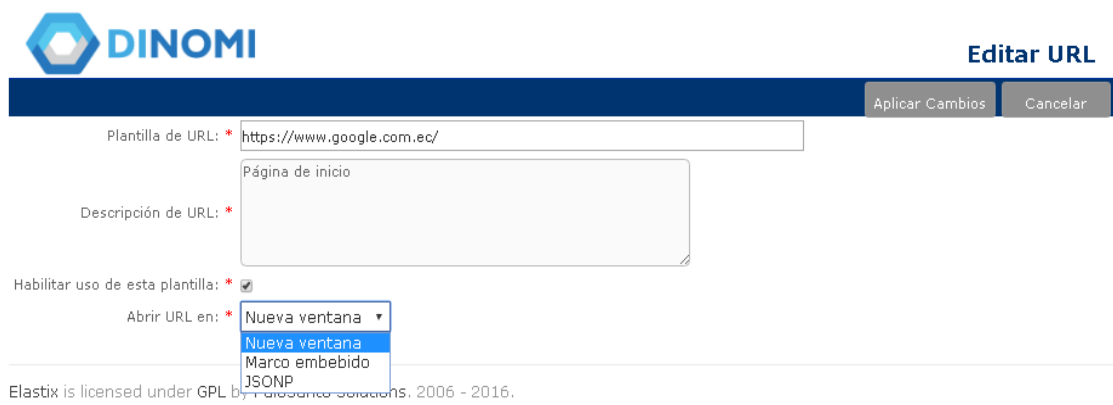 DINOMI
Editar URL
Aplicar Cambios Cancelar
Plantilla de URL: * https://www.google.com.ec/
Página de inicio
Descripción de URL: *
Habilitar uso de esta plantilla: *
Abrir URL en: * Nueva ventana
Nueva ventana
Marco embebido
JSONP
Elastix is licensed under GPL by PaloSanto Solutions. 2006 - 2016.